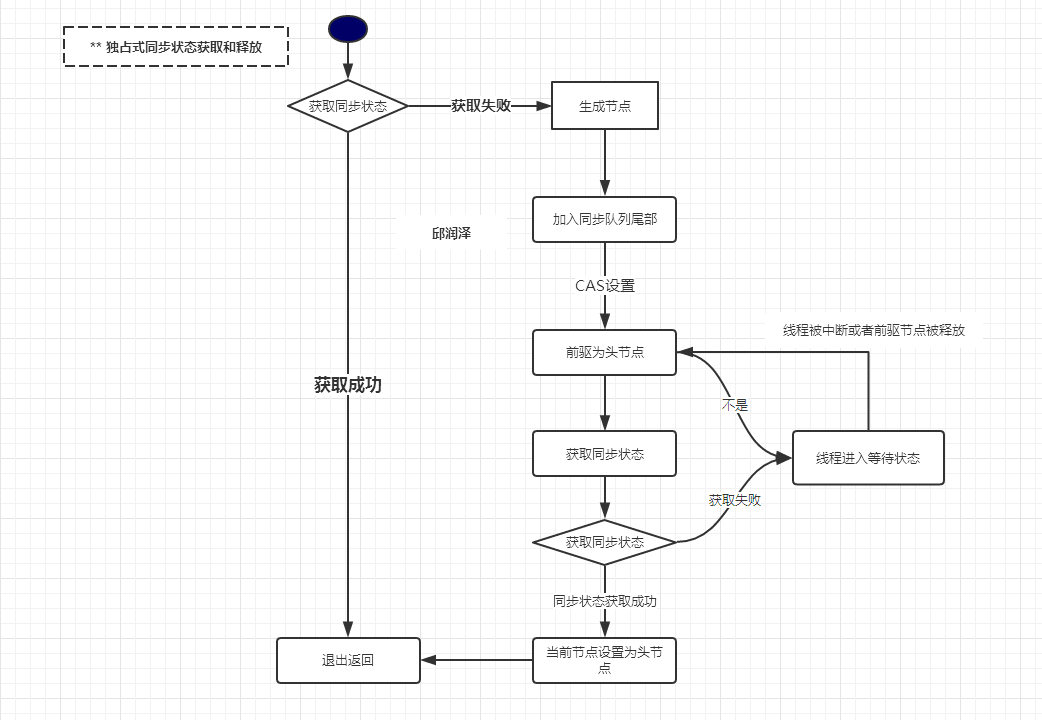 ** 独占式同步状态获取和释放
获取同步状态
获取失败
生成节点
加入同步队列尾部
邱润泽
CAS设置
线程被中断或者前驱节点被释放
前驱为头节点
获取成功
不是
获取同步状态
线程进入等待状态
获取失败
获取同步状态
同步状态获取成功
退出返回
当前节点设置为头节
点